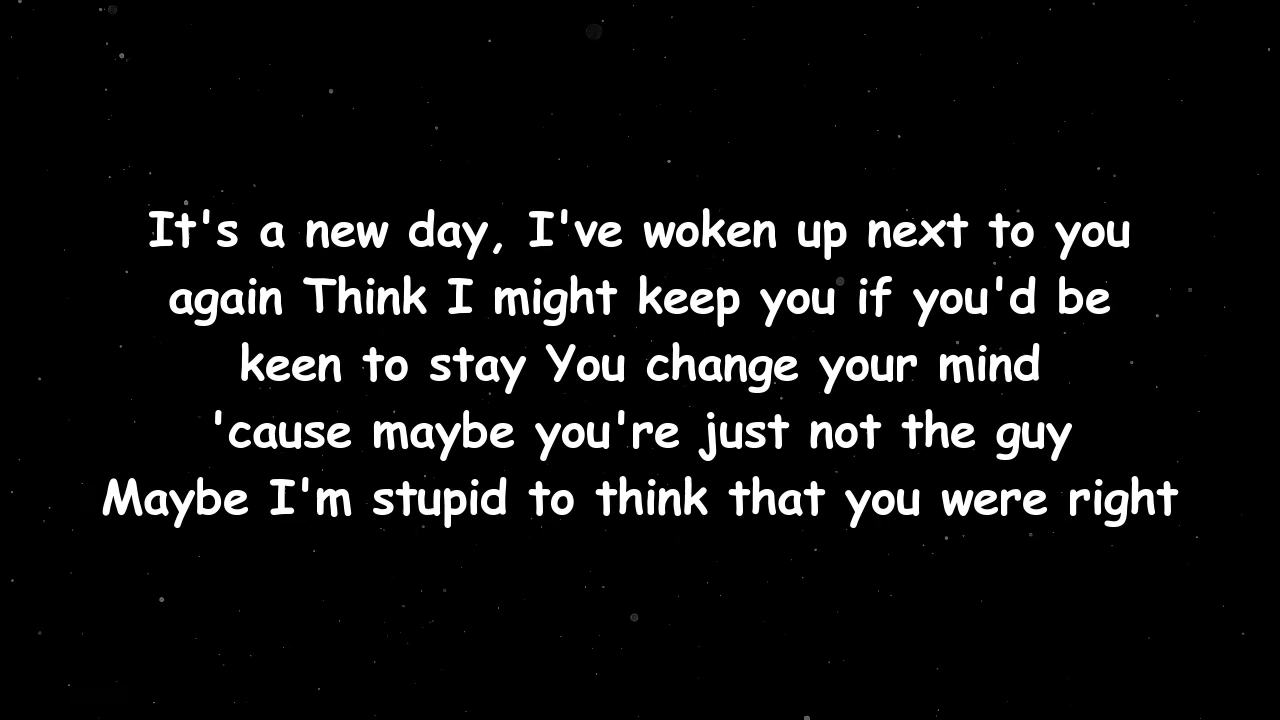 It's a new day, I've woken up next to you
again Think I might keep you if you'd be
keen to stay You change your mind
'cause maybe you're just not the guy
Maybe I'm stupid to think that you were right